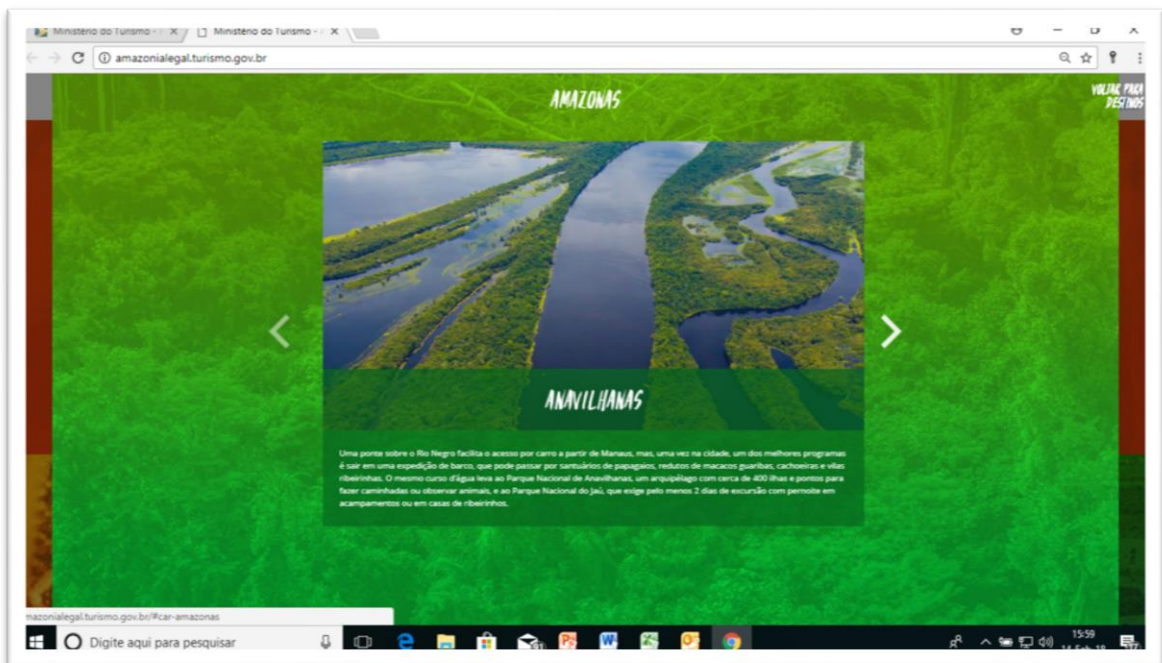 Ministério do Turismo -
Ministério do Turismo - /
amazonialegal.turismo.gov.br
AMAZONAS
VOLTAR PARA
DESTINOS
ANAVILHANAS
Uma ponte sobre o Rio Negro facilita o acesso por carro a partir de Manaus, mas, uma vez na cidade, um dos melhores programas
é sair em uma expedição de barco, que pode passar por santuários de papagaios, redutos de macacos guaribas, cachoeiras e vilas
ribeirinhas. O mesmo curso d'água leva ao Parque Nacional de Anavilhanas, um arquipélago com cerca de 400 ilhas e pontos para
fazer caminhadas ou observar animais, e ao Parque Nacional do Jaú, que exige pelo menos 2 dias de excursão com pernoite em
acampamentos ou em casas de ribeirinhos.
mazonialegal.turismo.gov.br/#car-amazonas
Digite aqui para pesquisar
15:59
14-Feb-18